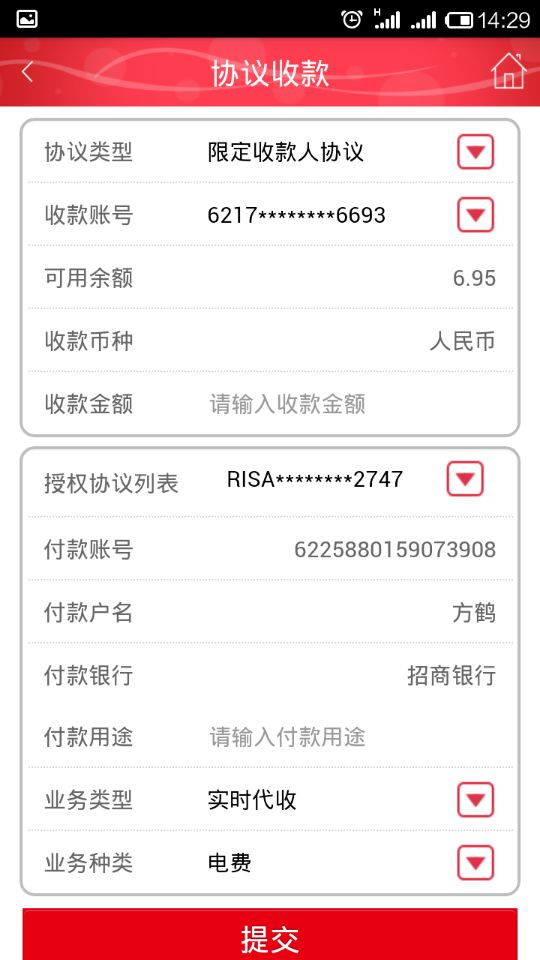 H 14:29
协议收款
协议类型 限定收款人协议
收款账号 6217********6693
可用余额 6.95
收款币种 人民币
收款金额 请输入收款金额
授权协议列表 RISA********2747
付款账号 6225880159073908
付款户名 方鹤
付款银行 招商银行
付款用途 请输入付款用途
业务类型 实时代收
业务种类 电费
提交